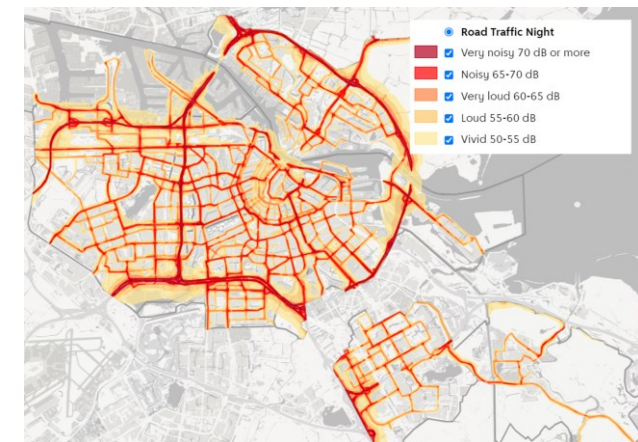 Road Traffic Night
Very noisy 70 dB or more
Noisy 65-70 dB
Very loud 60-65 dB
Loud 55-60 dB
Vivid 50-55 dB